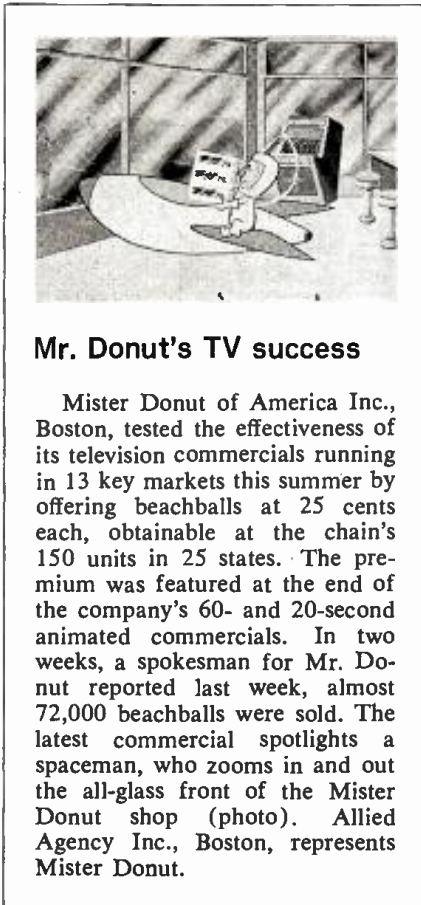 Mr. Donut's TV success
Mister Donut of America Inc.,
Boston, tested the effectiveness of
its television commercials running
in 13 key markets this summer by
offering beachballs at 25 cents
each, obtainable at the chain's
150 units in 25 states. The pre-
mium was featured at the end of
the company's 60- and 20-second
animated commercials. In two
weeks, a spokesman for Mr. Do-
nut reported last week, almost
72,000 beachballs were sold. The
latest commercial spotlights a
spaceman, who zooms in and out
the all-glass front of the Mister
Donut shop (photo). Allied
Agency Inc., Boston, represents
Mister Donut.